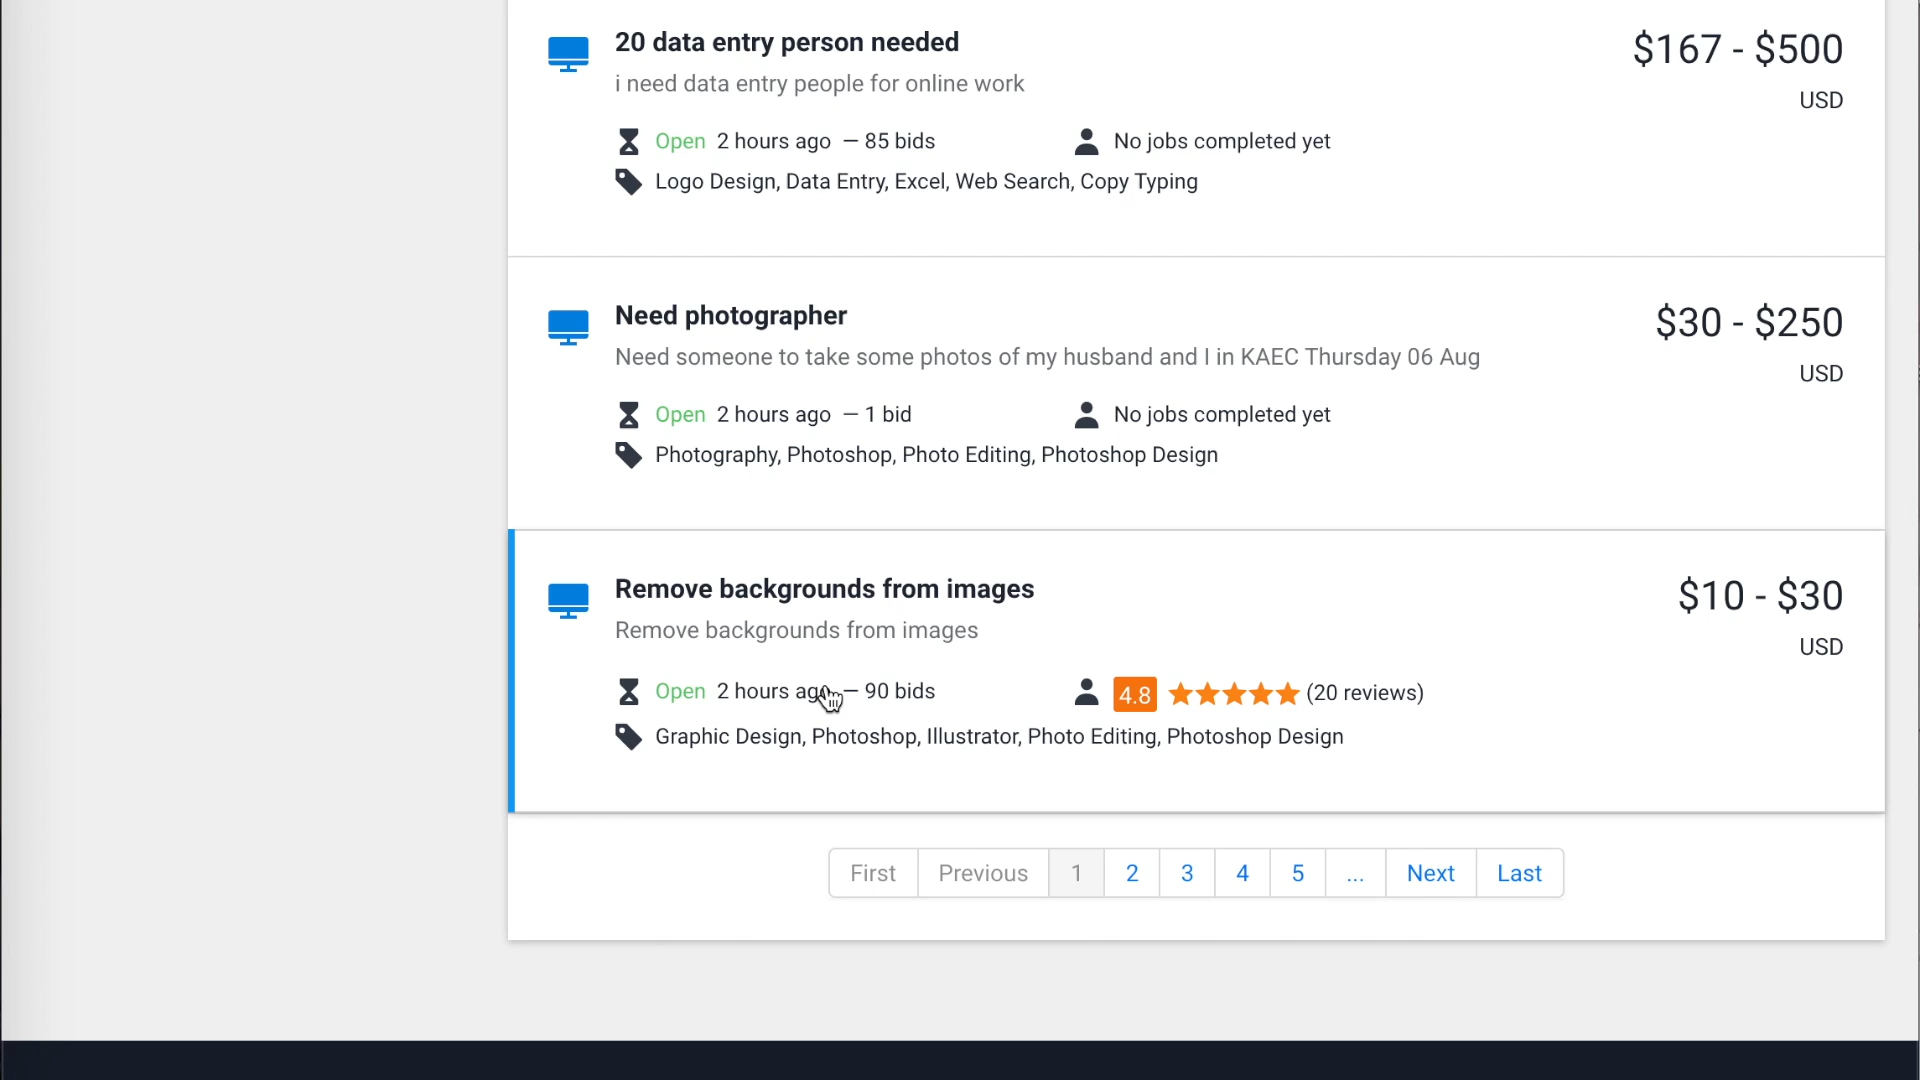 20 data entry person needed
$167 - $500
i need data entry people for online work
USD
Open 2 hours ago – 85 bids
No jobs completed yet
Logo Design, Data Entry, Excel, Web Search, Copy Typing
Need photographer
$30 - $250
Need someone to take some photos of my husband and I in KAEC Thursday 06 Aug
USD
Open 2 hours ago – 1 bid
No jobs completed yet
Photography, Photoshop, Photo Editing, Photoshop Design
Remove backgrounds from images
$10 - $30
Remove backgrounds from images
USD
Open 2 hours ago – 90 bids
4.8 (20 reviews)
Graphic Design, Photoshop, Illustrator, Photo Editing, Photoshop Design
First Previous 1 2 3 4 5 ... Next Last